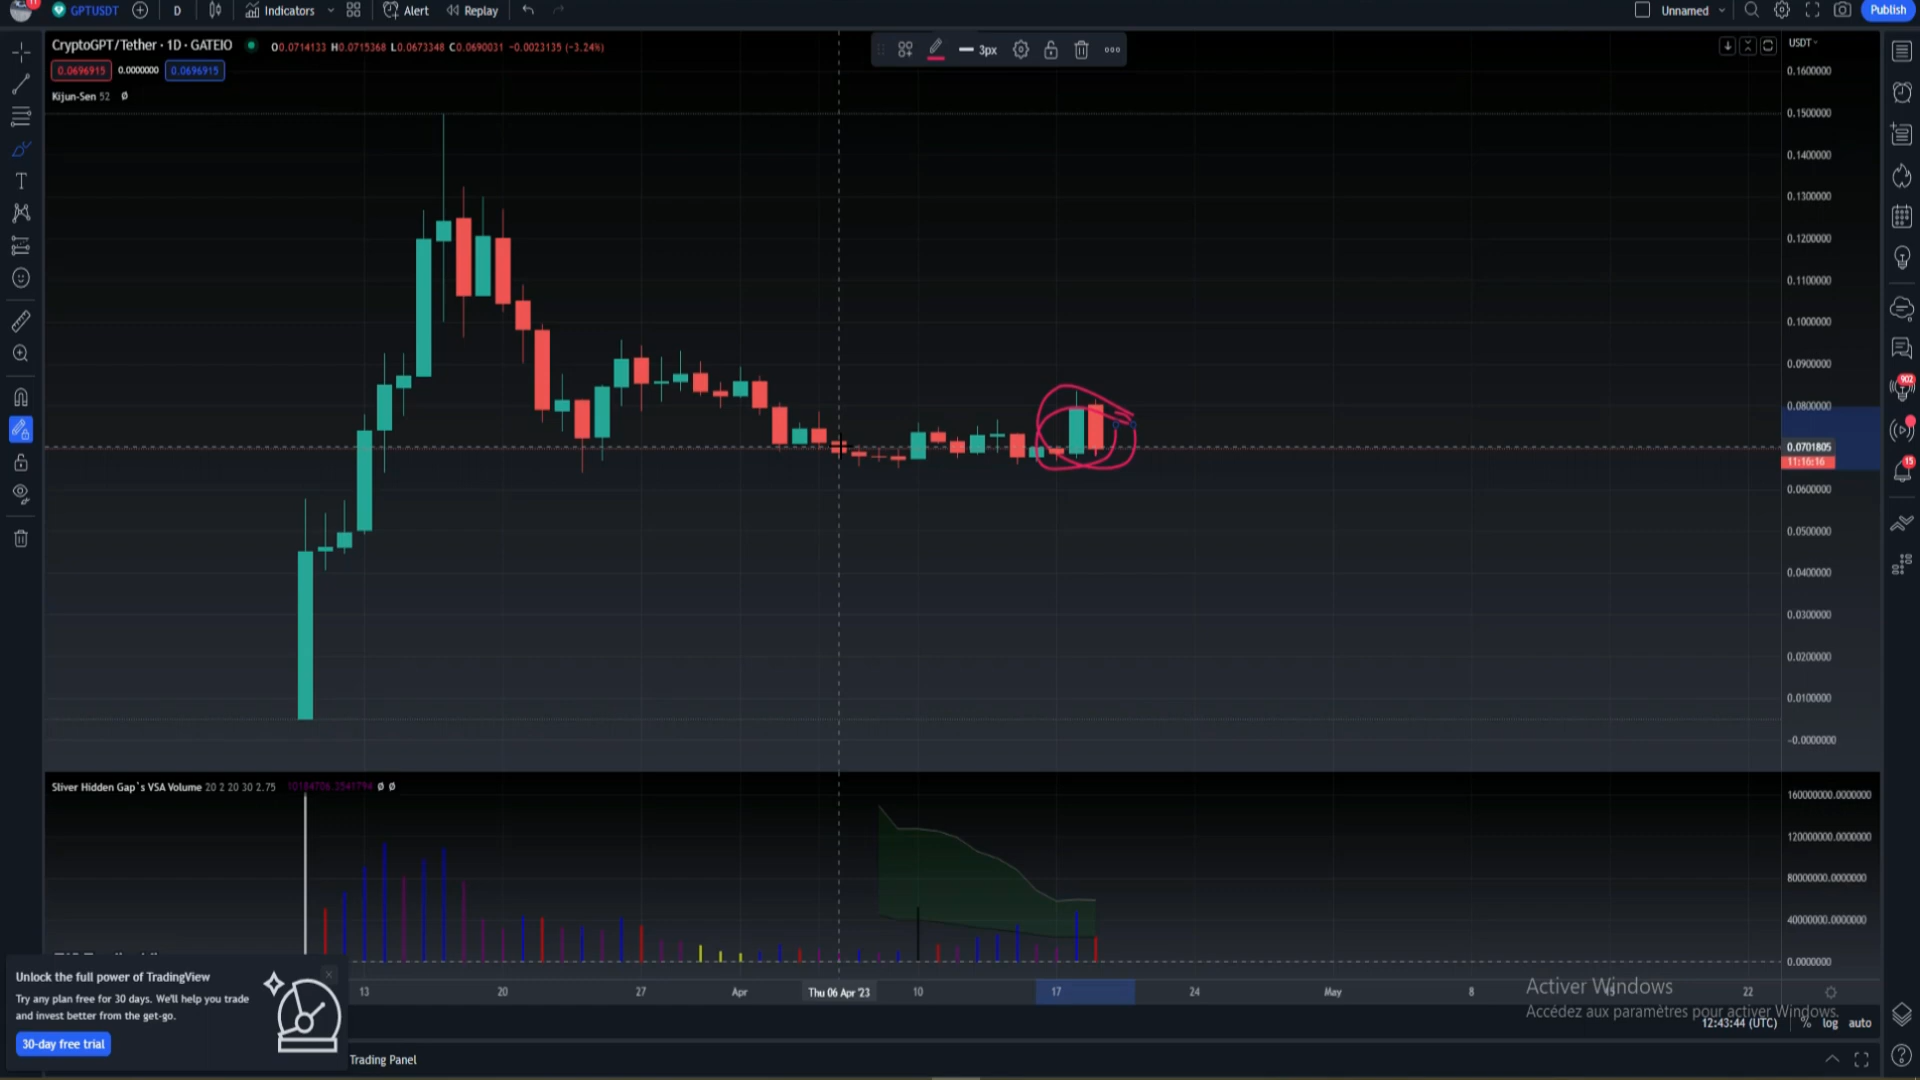 11 GPTUSDT D Indicators Alert Replay Unnamed Publish
CryptoGPT/Tether · 1D · GATEIO O0.0714133 H0.0715368 L0.0673348 C0.0690031 −0.0023135 (−3.24%)
3px
USDT
0.0696915 0.0000000 0.0696915
Kijun-Sen 52 Ø
0.1600000
0.1500000
0.1400000
0.1300000
0.1200000
0.1100000
0.1000000
0.0900000
0.0800000
0.0701805
11:16:16
0.0600000
0.0500000
0.0400000
0.0300000
0.0200000
0.0100000
−0.0000000
902
15
Sliver Hidden Gap`s VSA Volume 20 2 20 30 2.75 10184706.3541794 Ø Ø
160000000.0000000
120000000.0000000
80000000.0000000
40000000.0000000
0.0000000
Unlock the full power of TradingView
Try any plan free for 30 days. We'll help you trade
and invest better from the get-go.
30-day free trial
13 20 27 Apr Thu 06 Apr '23 10 17 24 May 8 15 22
Activer Windows
Accédez aux paramètres pour activer Windows.
12:43:44 (UTC) % log auto
Trading Panel